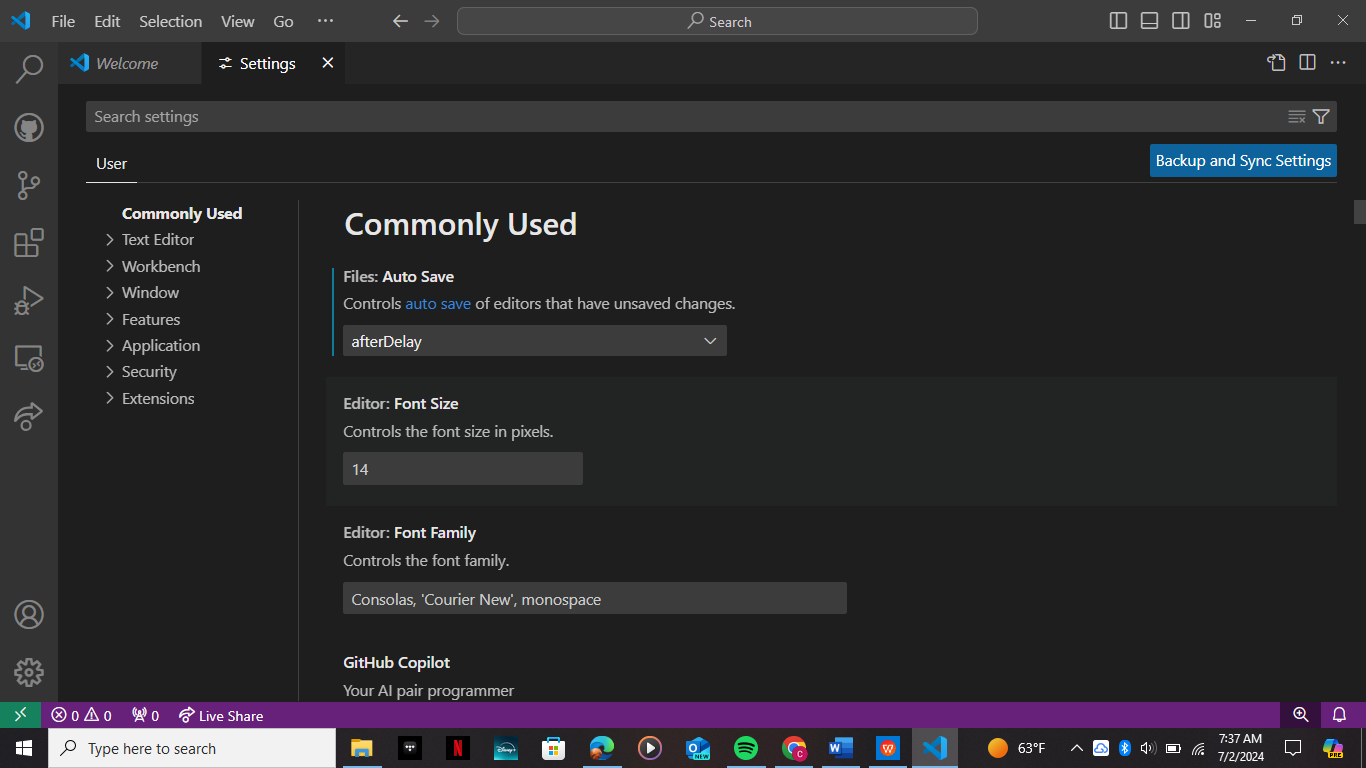 File Edit Selection View Go ···
Search
Welcome
Settings
Search settings
User
Backup and Sync Settings
Commonly Used
Text Editor
Workbench
Window
Features
Application
Security
Extensions
Commonly Used
Files: Auto Save
Controls auto save of editors that have unsaved changes.
afterDelay
Editor: Font Size
Controls the font size in pixels.
14
Editor: Font Family
Controls the font family.
Consolas, 'Courier New', monospace
GitHub Copilot
Your AI pair programmer
0 0 0 Live Share
Type here to search
63°F
7:37 AM
7/2/2024